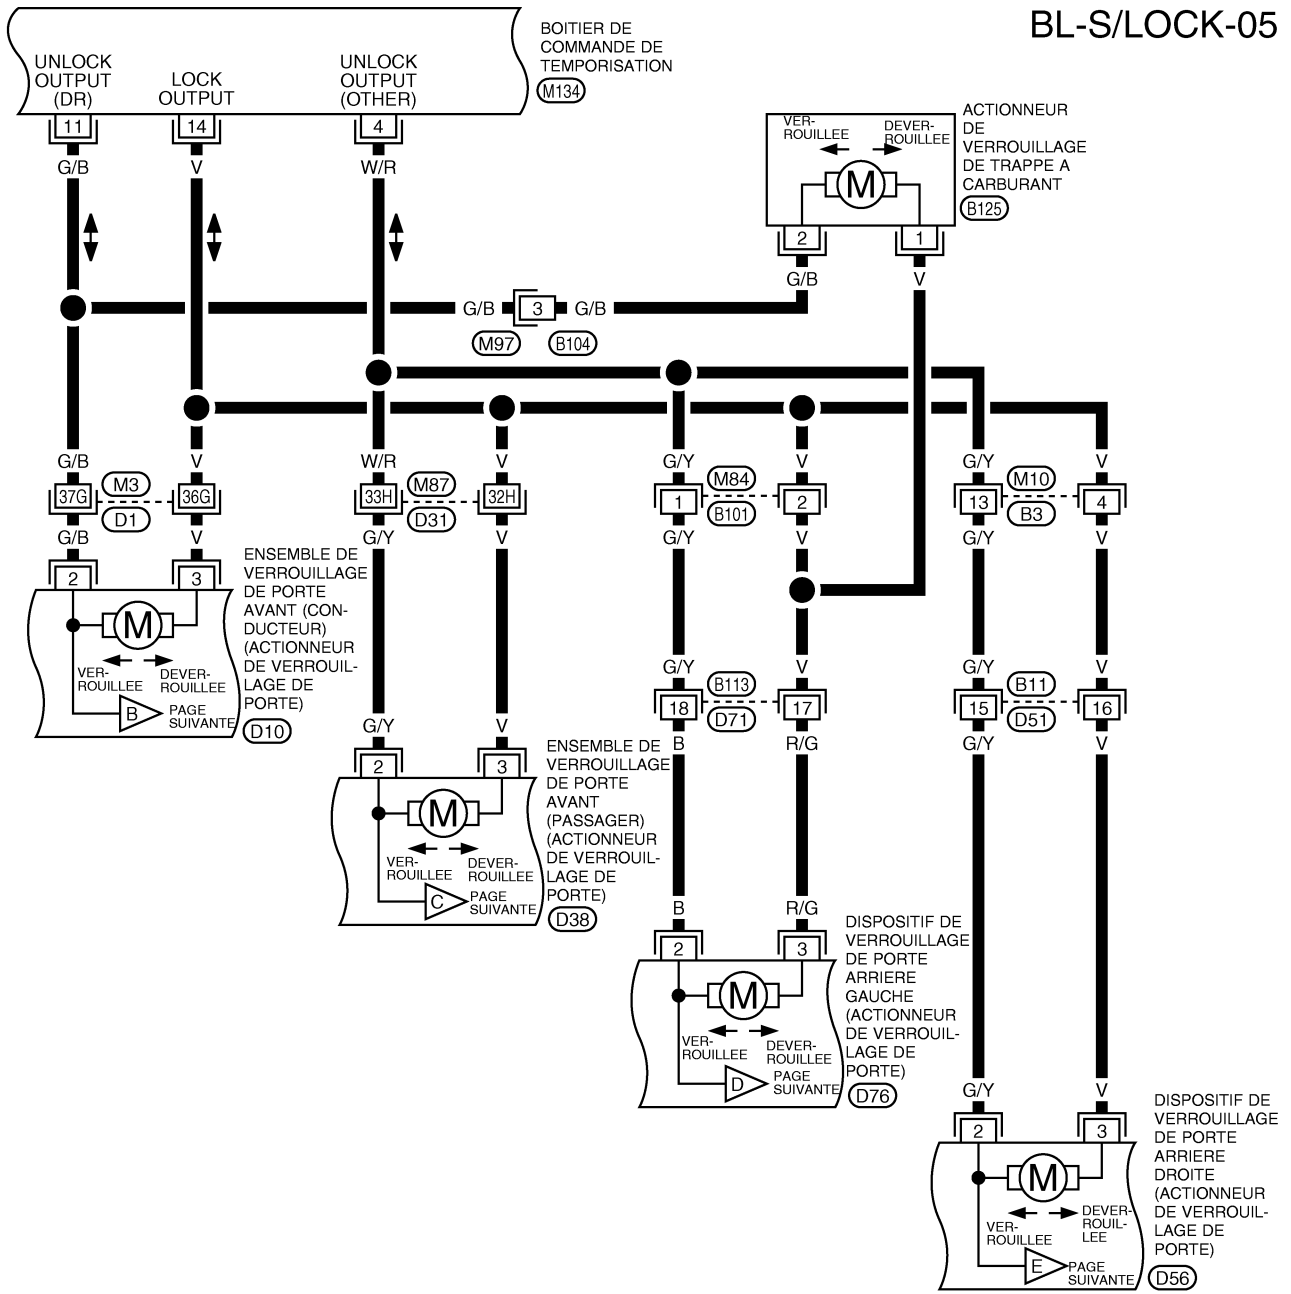 BL-S/LOCK-05
BOITIER DE
COMMANDE DE
TEMPORISATION
M134
UNLOCK
OUTPUT
(DR)
LOCK
OUTPUT
UNLOCK
OUTPUT
(OTHER)
11
14
4
G/B
V
W/R
ACTIONNEUR
DE
VERROUILLAGE
DE TRAPPE A
CARBURANT
B125
VER-
ROUILLEE
DEVER-
ROUILLEE
M
2
1
G/B
V
G/B
3
G/B
M97
B104
G/B
V
W/R
V
G/Y
V
G/Y
V
37G
M3
36G
D1
33H
M87
32H
D31
1
M84
2
B101
13
M10
4
B3
G/B
V
G/Y
V
G/Y
V
G/Y
V
2
3
M
VER-
ROUILLEE
DEVER-
ROUILLEE
B
PAGE
SUIVANTE
ENSEMBLE DE
VERROUILLAGE
DE PORTE
AVANT (CON-
DUCTEUR)
(ACTIONNEUR
DE VERROUIL-
LAGE DE
PORTE)
D10
G/Y
V
G/Y
V
18
B113
17
D71
15
B11
16
D51
G/Y
V
B
R/G
G/Y
V
2
3
M
VER-
ROUILLEE
DEVER-
ROUILLEE
C
PAGE
SUIVANTE
ENSEMBLE DE
VERROUILLAGE
DE PORTE
AVANT
(PASSAGER)
(ACTIONNEUR
DE VERROUIL-
LAGE DE
PORTE)
D38
B
R/G
2
3
M
VER-
ROUILLEE
DEVER-
ROUILLEE
D
PAGE
SUIVANTE
DISPOSITIF DE
VERROUILLAGE
DE PORTE
ARRIERE
GAUCHE
(ACTIONNEUR
DE VERROUIL-
LAGE DE
PORTE)
D76
G/Y
V
2
3
M
VER-
ROUILLEE
DEVER-
ROUIL-
LEE
E
PAGE
SUIVANTE
DISPOSITIF DE
VERROUILLAGE
DE PORTE
ARRIERE
DROITE
(ACTIONNEUR
DE VERROUIL-
LAGE DE
PORTE)
D56